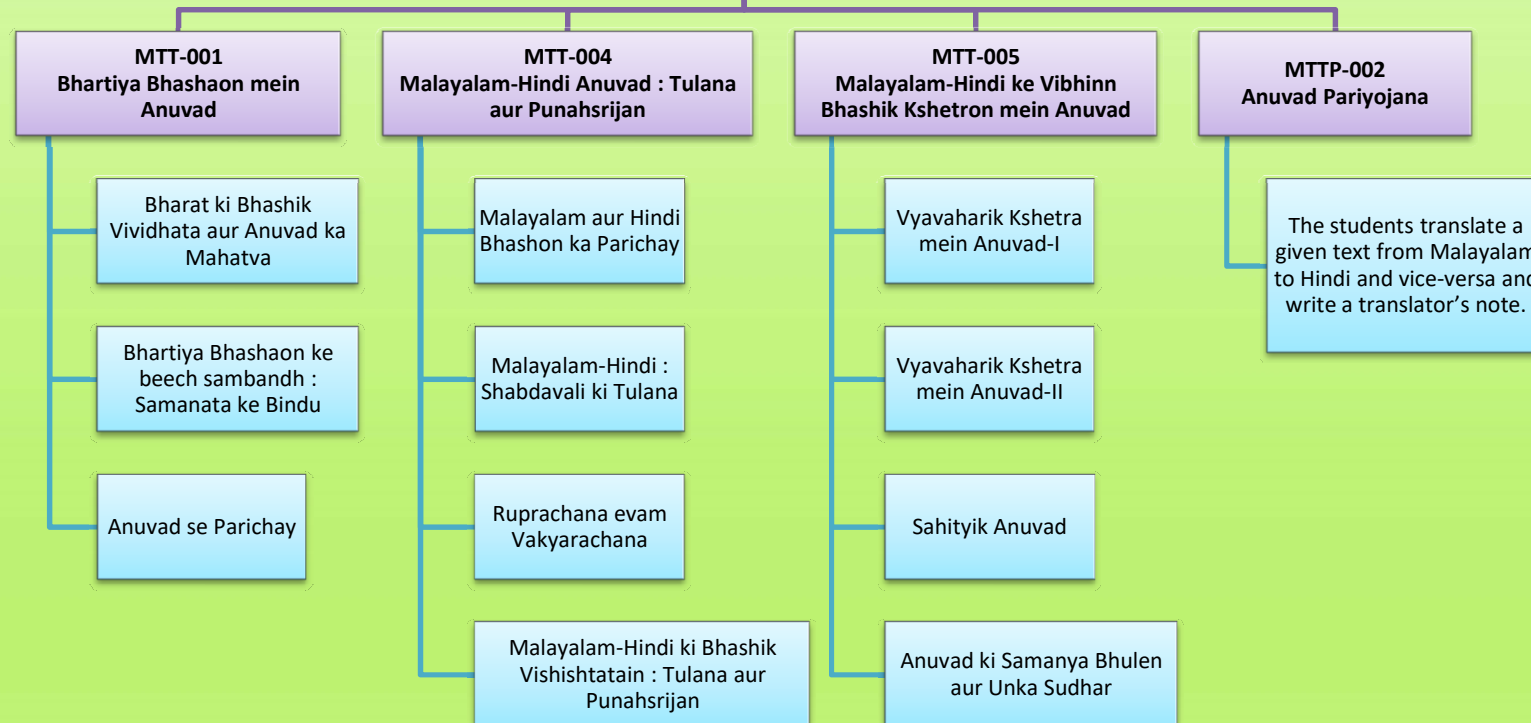 MTT-001
Bhartiya Bhashaon mein
Anuvad
Bharat ki Bhashik
Vividhata aur Anuvad ka
Mahatva
Bhartiya Bhashaon ke
beech sambandh :
Samanata ke Bindu
Anuvad se Parichay
MTT-004
Malayalam-Hindi Anuvad : Tulana
aur Punahsrijan
Malayalam aur Hindi
Bhashon ka Parichay
Malayalam-Hindi :
Shabdavali ki Tulana
Ruprachana evam
Vakyarachana
Malayalam-Hindi ki Bhashik
Vishishtatain : Tulana aur
Punahsrijan
MTT-005
Malayalam-Hindi ke Vibhinn
Bhashik Kshetron mein Anuvad
Vyavaharik Kshetra
mein Anuvad-I
Vyavaharik Kshetra
mein Anuvad-II
Sahityik Anuvad
Anuvad ki Samanya Bhulen
aur Unka Sudhar
MTTP-002
Anuvad Pariyojana
The students translate a
given text from Malayalam
to Hindi and vice-versa and
write a translator’s note.